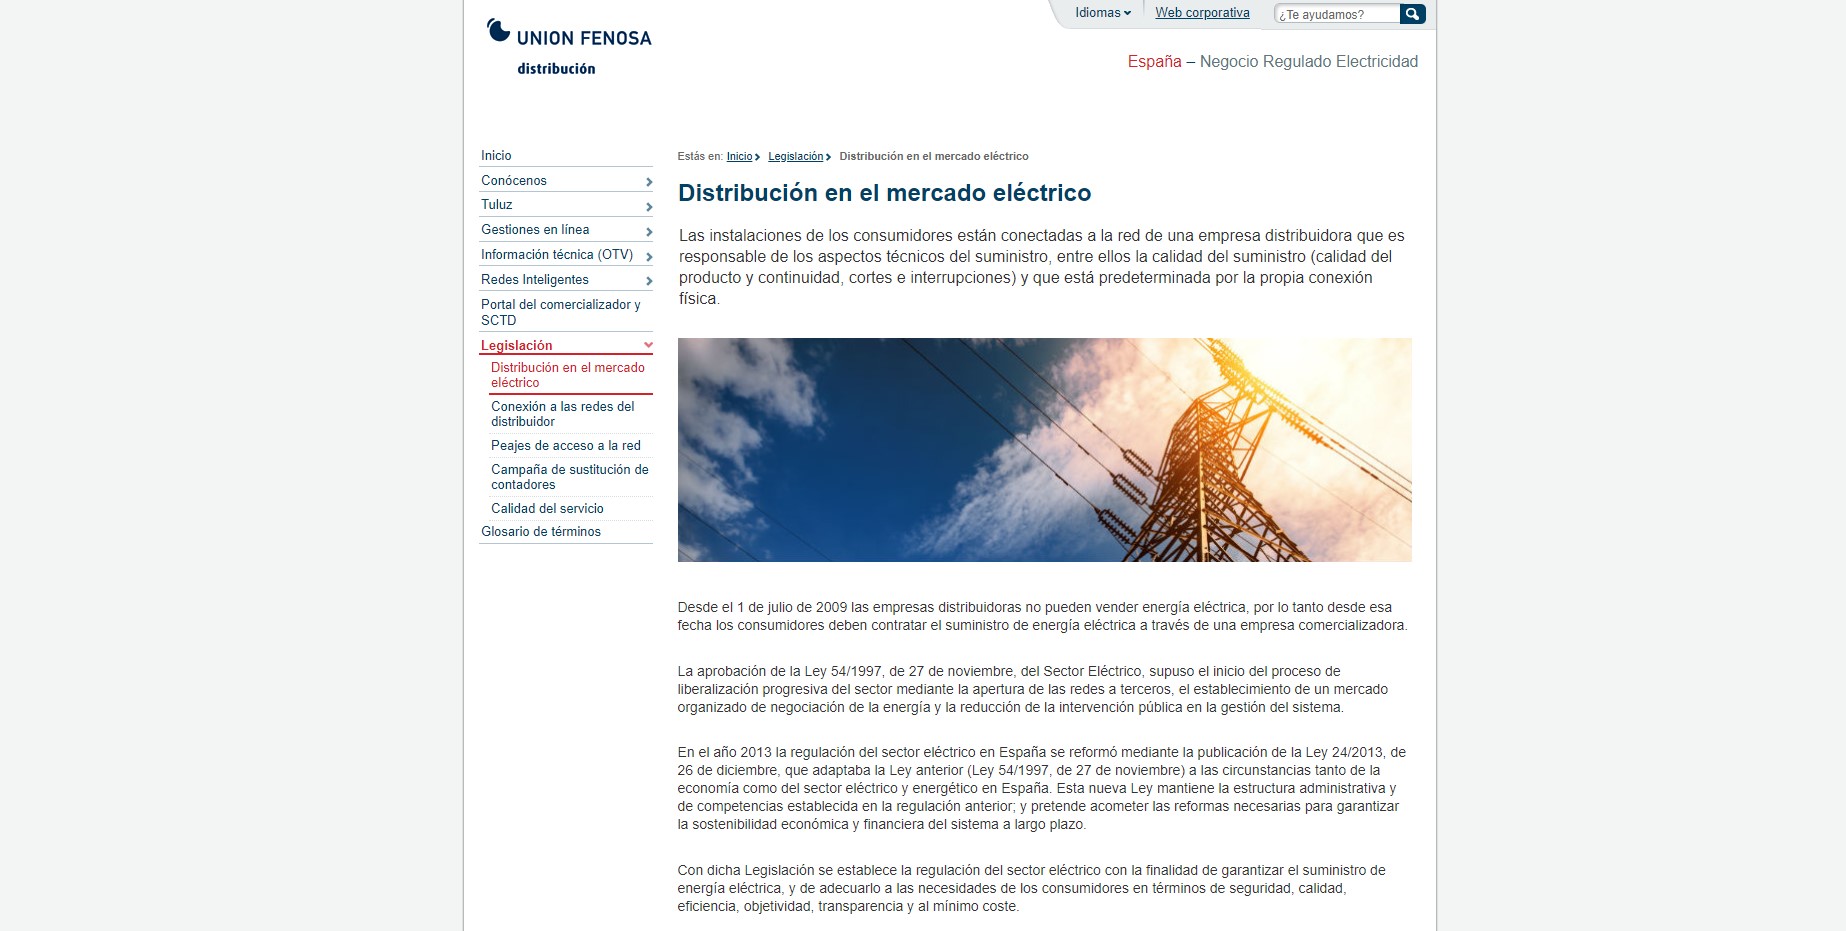 UNION FENOSA
distribución
Idiomas
Web corporativa
¿Te ayudamos?
España – Negocio Regulado Electricidad
Inicio
Conócenos
Tuluz
Gestiones en línea
Información técnica (OTV)
Redes Inteligentes
Portal del comercializador y
SCTD
Legislación
Distribución en el mercado
eléctrico
Conexión a las redes del
distribuidor
Peajes de acceso a la red
Campaña de sustitución de
contadores
Calidad del servicio
Glosario de términos
Estás en: Inicio Legislación Distribución en el mercado eléctrico
Distribución en el mercado eléctrico
Las instalaciones de los consumidores están conectadas a la red de una empresa distribuidora que es
responsable de los aspectos técnicos del suministro, entre ellos la calidad del suministro (calidad del
producto y continuidad, cortes e interrupciones) y que está predeterminada por la propia conexión
física.
Desde el 1 de julio de 2009 las empresas distribuidoras no pueden vender energía eléctrica, por lo tanto desde esa
fecha los consumidores deben contratar el suministro de energía eléctrica a través de una empresa comercializadora.
La aprobación de la Ley 54/1997, de 27 de noviembre, del Sector Eléctrico, supuso el inicio del proceso de
liberalización progresiva del sector mediante la apertura de las redes a terceros, el establecimiento de un mercado
organizado de negociación de la energía y la reducción de la intervención pública en la gestión del sistema.
En el año 2013 la regulación del sector eléctrico en España se reformó mediante la publicación de la Ley 24/2013, de
26 de diciembre, que adaptaba la Ley anterior (Ley 54/1997, de 27 de noviembre) a las circunstancias tanto de la
economía como del sector eléctrico y energético en España. Esta nueva Ley mantiene la estructura administrativa y
de competencias establecida en la regulación anterior; y pretende acometer las reformas necesarias para garantizar
la sostenibilidad económica y financiera del sistema a largo plazo.
Con dicha Legislación se establece la regulación del sector eléctrico con la finalidad de garantizar el suministro de
energía eléctrica, y de adecuarlo a las necesidades de los consumidores en términos de seguridad, calidad,
eficiencia, objetividad, transparencia y al mínimo coste.